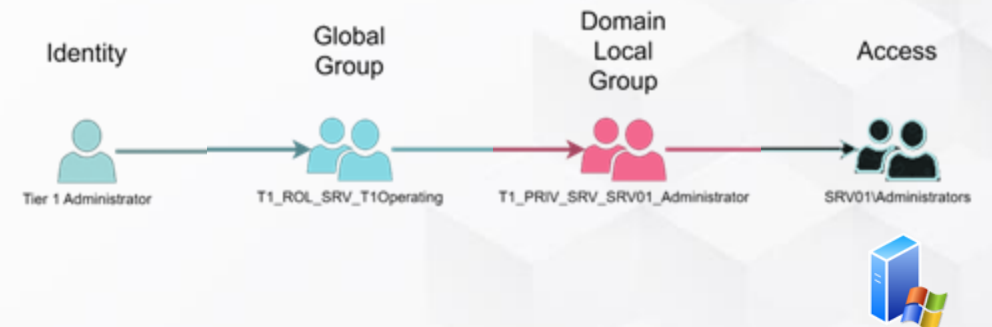 Identity
Global
Group
Domain
Local
Group
Access
Tier 1 Administrator
T1_ROL_SRV_T1Operating
T1_PRIV_SRV_SRV01_Administrator
SRV01\Administrators